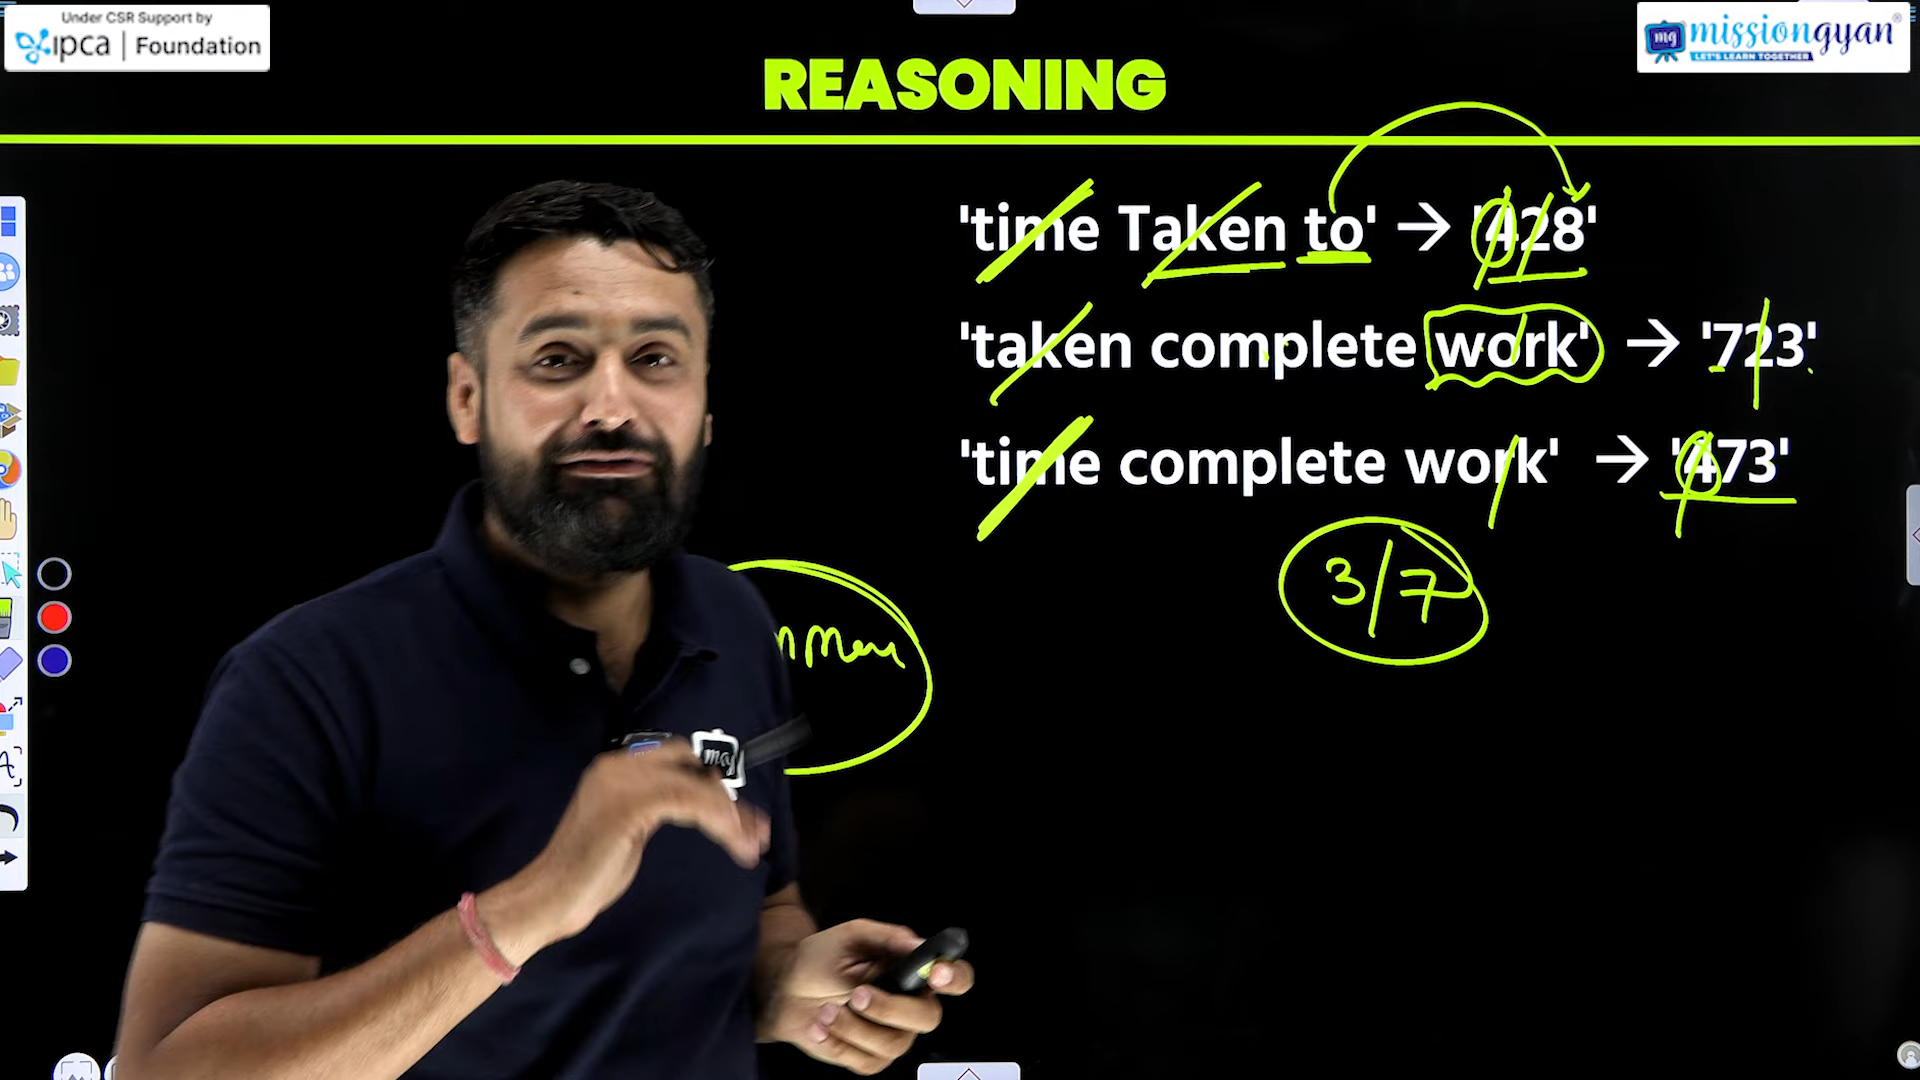 Under CSR Support by
ipca | Foundation
missiongyan®
LET'S LEARN TOGETHER
REASONING
'time Taken to' → '428'
'taken complete work' → '723'
'time complete work' → '473'
3/7
mg